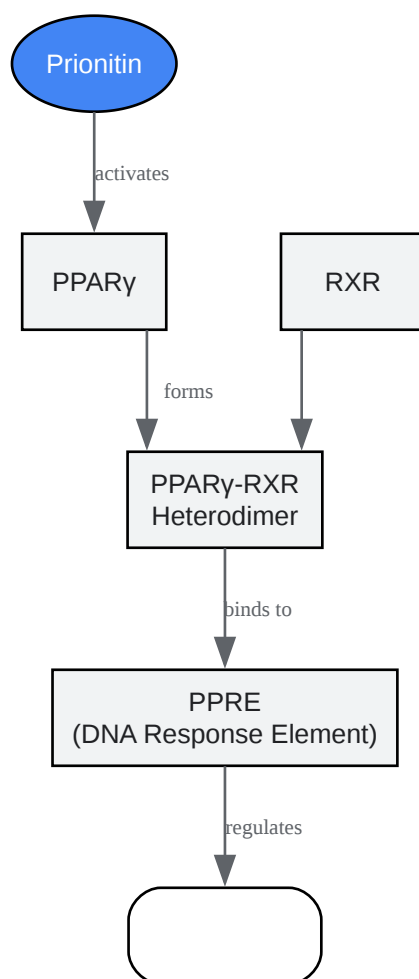 Prionitin
activates
PPARγ
RXR
forms
PPARγ-RXR
Heterodimer
binds to
PPRE
(DNA Response Element)
regulates